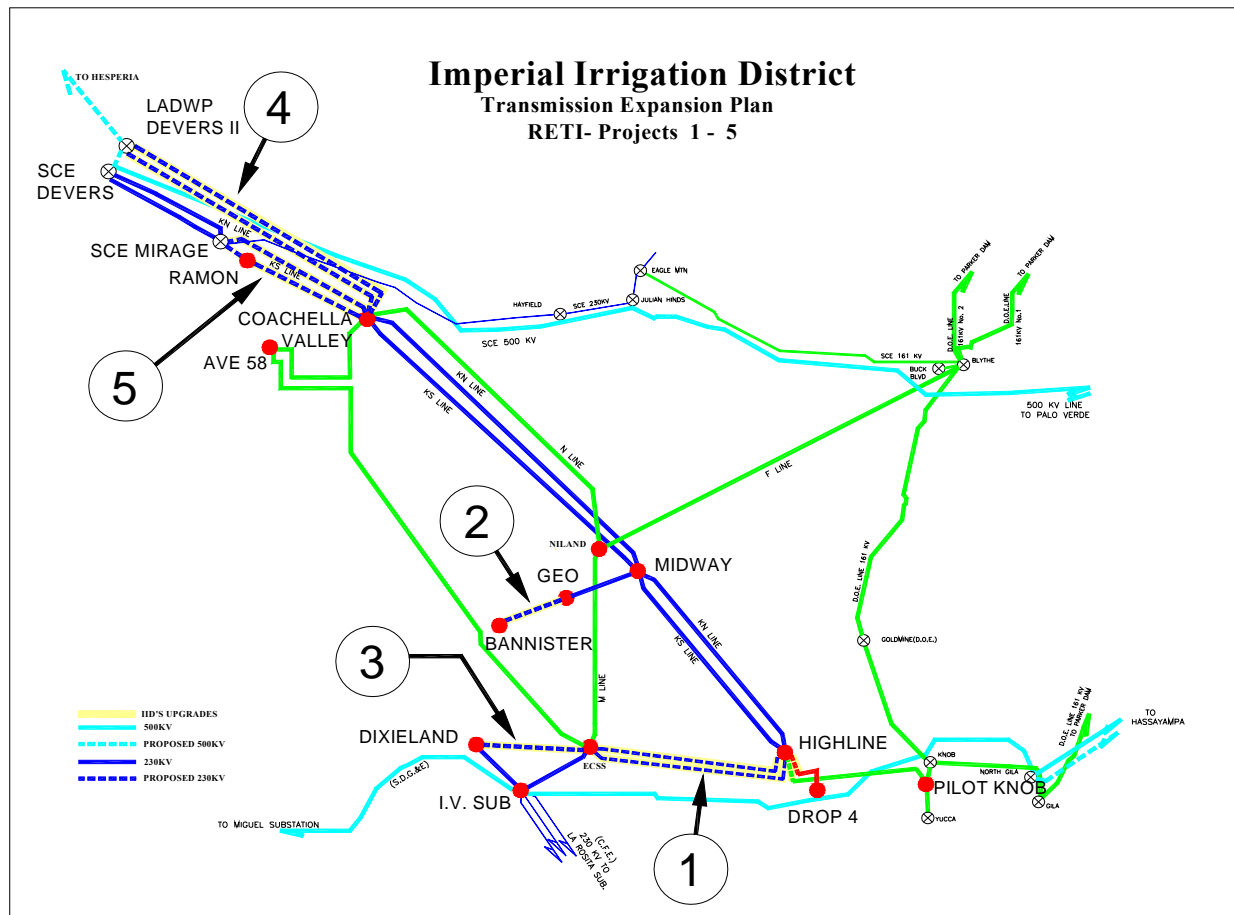 Imperial Irrigation District
Transmission Expansion Plan
RETI- Projects 1 - 5
TO HESPERIA
LADWP
DEVERS II
4
SCE
DEVERS
KN LINE
SCE MIRAGE
RAMON
KS LINE
5
COACHELLA
VALLEY
AVE 58
EAGLE MTN
JULIAN HINDS
HAYFIELD
SCE 230KV
SCE 500 KV
TO PARKER DAM
TO PARKER DAM
D.O.E. LINE
161KV No. 2
D.O.E.LINE
161KV No.1
SCE 161 KV
BUCK
BLVD
BLYTHE
500 KV LINE
TO PALO VERDE
KN LINE
KS LINE
N LINE
F LINE
2
NILAND
MIDWAY
GEO
BANNISTER
D.O.E. LINE 161 KV
GOLDMINE(D.O.E.)
KN LINE
KS LINE
M LINE
3
IID'S UPGRADES
500KV
PROPOSED 500KV
230KV
PROPOSED 230KV
DIXIELAND
ECSS
HIGHLINE
(S.D.G.&E)
I.V. SUB
TO MIGUEL SUBSTATION
(C.F.E.)
230 KV TO
LA ROSITA SUB.
1
DROP 4
KNOB
PILOT KNOB
YUCCA
NORTH GILA
GILA
D.O.E. LINE 161 KV
TO PARKER DAM
TO
HASSAYAMPA